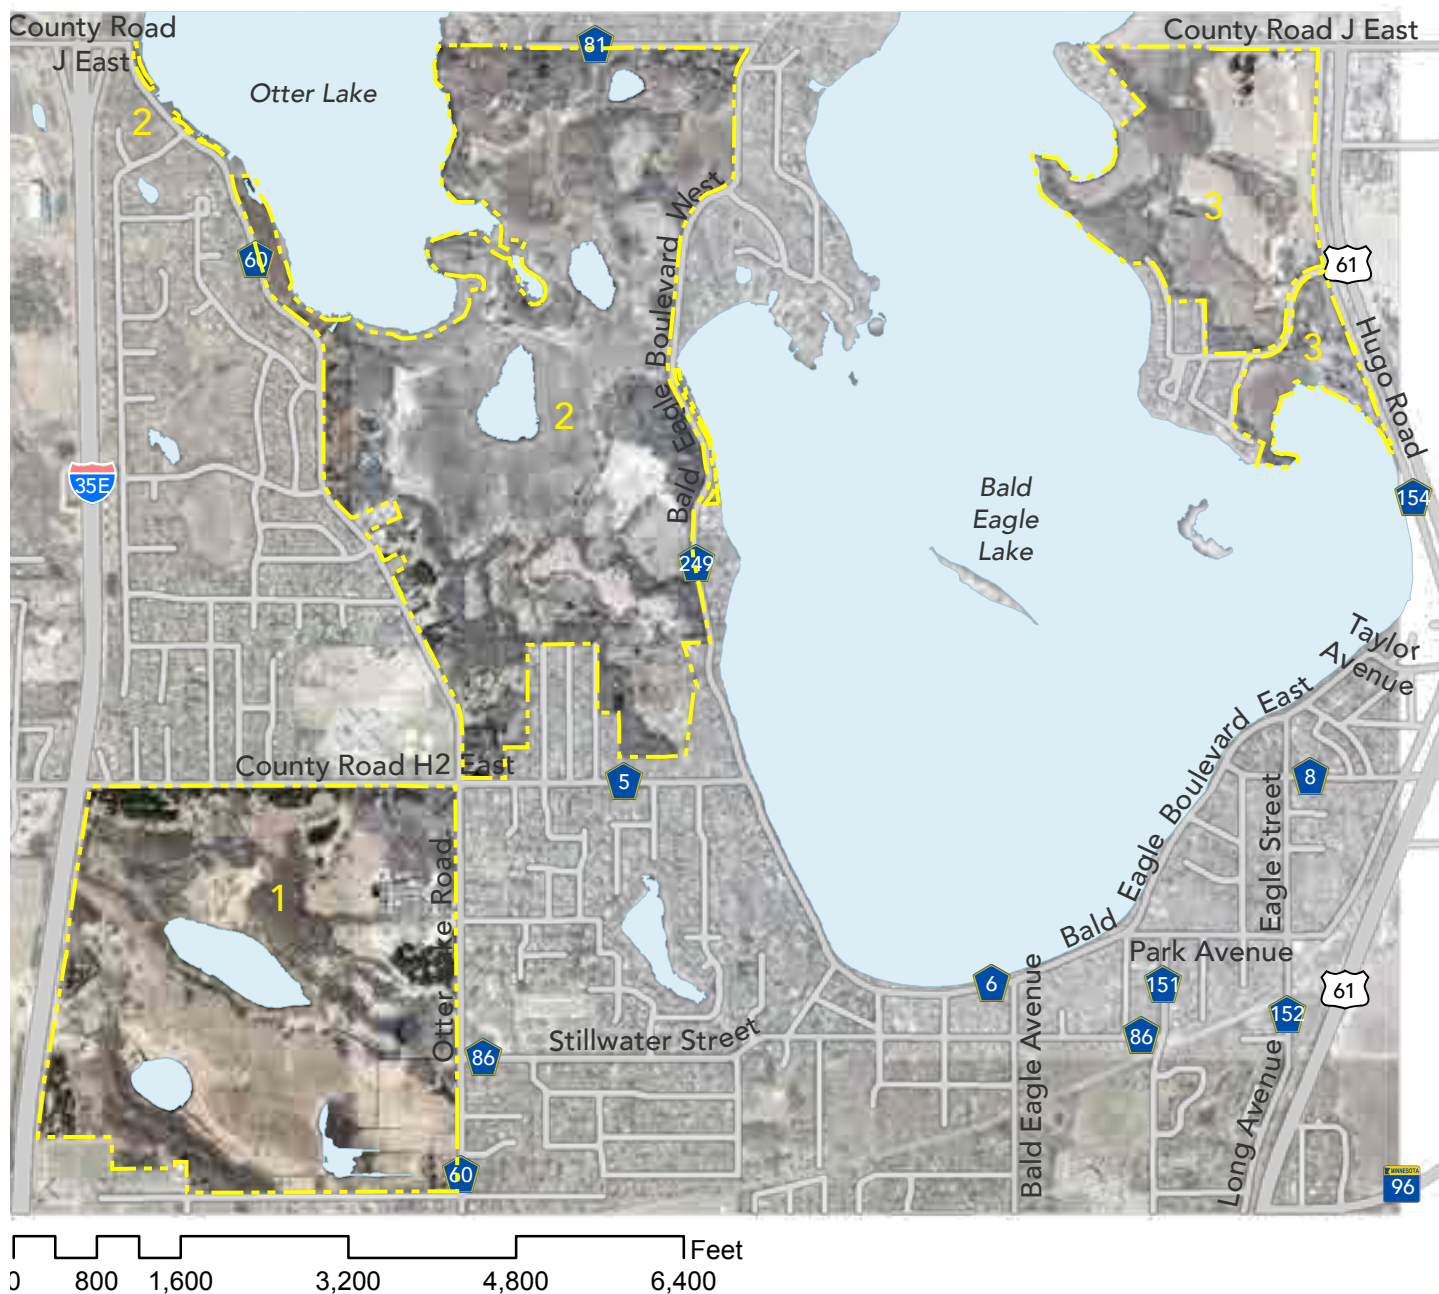 County Road
J East
81
County Road J East
Otter Lake
2
Bald Eagle Boulevard West
3
60
61
3
Hugo Road
2
35E
Bald
Eagle
Lake
154
249
Taylor
Avenue
County Road H2 East
5
8
Bald Eagle Boulevard East
Eagle Street
1
Otter Lake Road
Park Avenue
6
151
61
152
Stillwater Street
86
86
Bald Eagle Avenue
Long Avenue
60
MINNESOTA
96
Feet
0 800 1,600 3,200 4,800 6,400